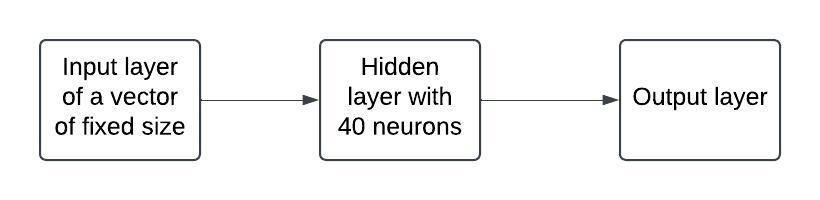 Input layer
of a vector
of fixed size
Hidden
layer with
40 neurons
Output layer